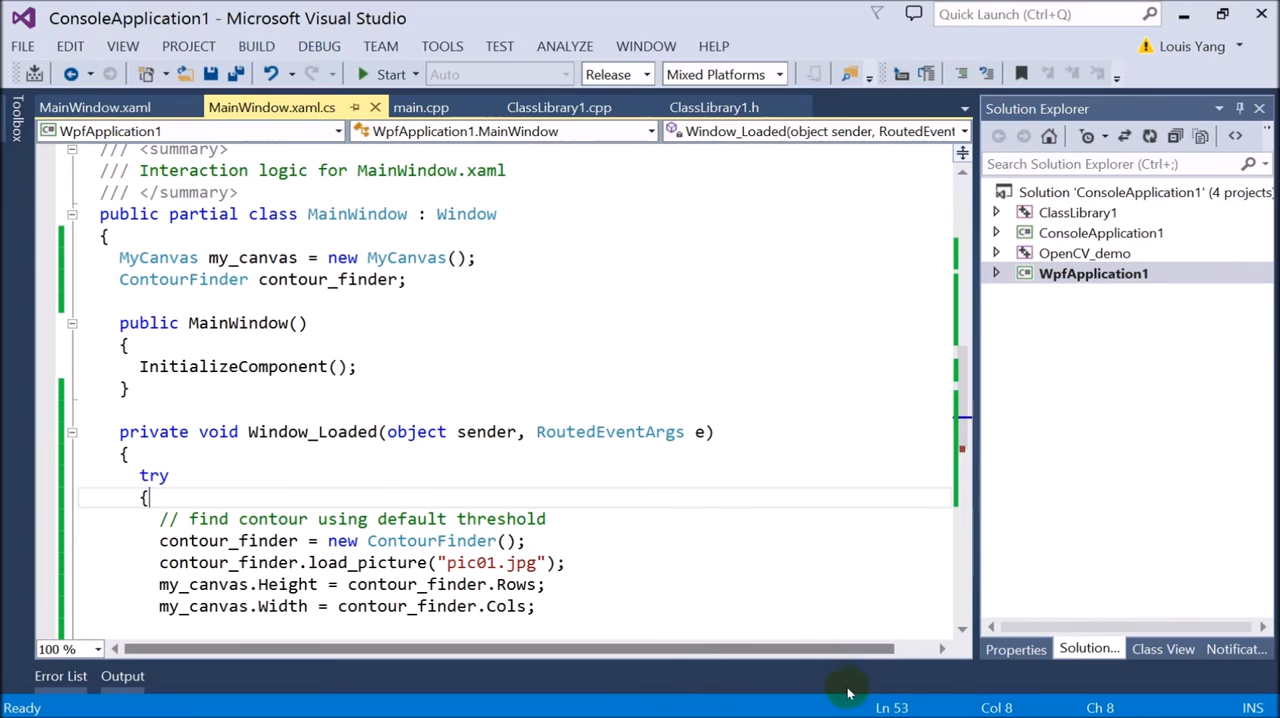 ConsoleApplication1 - Microsoft Visual Studio
Quick Launch (Ctrl+Q)
FILE EDIT VIEW PROJECT BUILD DEBUG TEAM TOOLS TEST ANALYZE WINDOW HELP
Louis Yang
Start Auto Release Mixed Platforms
Toolbox
MainWindow.xaml MainWindow.xaml.cs main.cpp ClassLibrary1.cpp ClassLibrary1.h
WpfApplication1 WpfApplication1.MainWindow Window_Loaded(object sender, RoutedEvent
/// <summary>
/// Interaction logic for MainWindow.xaml
/// </summary>
public partial class MainWindow : Window
{
MyCanvas my_canvas = new MyCanvas();
ContourFinder contour_finder;
public MainWindow()
{
InitializeComponent();
}
private void Window_Loaded(object sender, RoutedEventArgs e)
{
try
{
// find contour using default threshold
contour_finder = new ContourFinder();
contour_finder.load_picture("pic01.jpg");
my_canvas.Height = contour_finder.Rows;
my_canvas.Width = contour_finder.Cols;
100 %
Solution Explorer
Search Solution Explorer (Ctrl+;)
Solution 'ConsoleApplication1' (4 projects)
ClassLibrary1
ConsoleApplication1
OpenCV_demo
WpfApplication1
Properties Solution... Class View Notificat...
Error List Output
Ready Ln 53 Col 8 Ch 8 INS